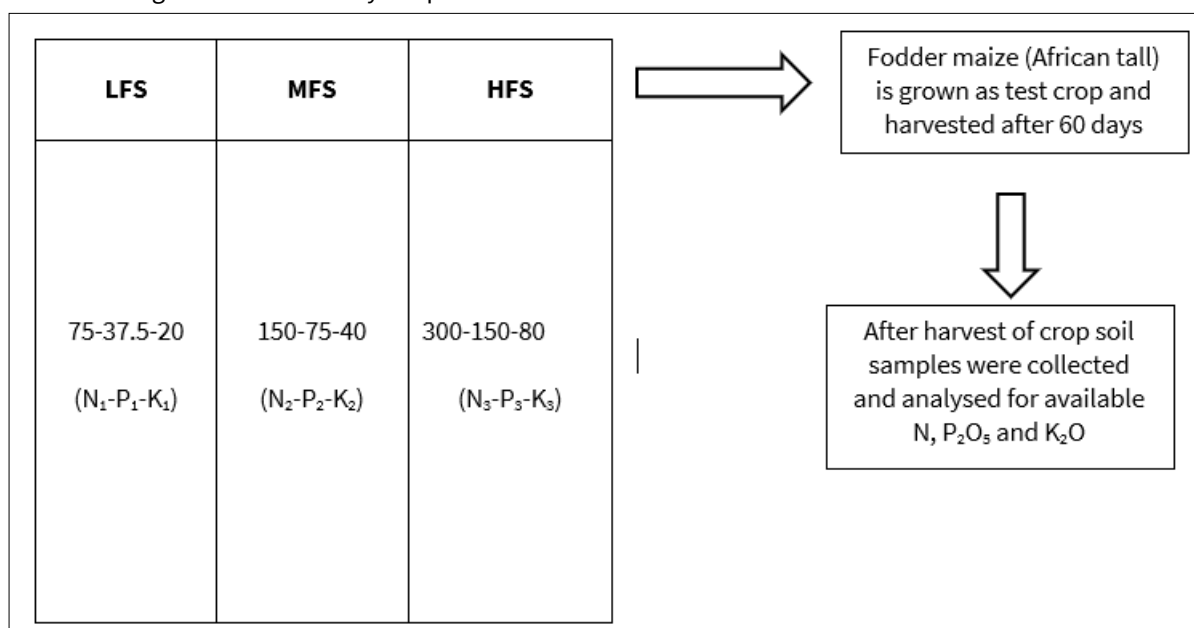 LFS
MFS
HFS
75-37.5-20
150-75-40
300-150-80
(N₁-P₁-K₁)
(N₂-P₂-K₂)
(N₃-P₃-K₃)
Fodder maize (African tall)
is grown as test crop and
harvested after 60 days
After harvest of crop soil
samples were collected
and analysed for available
N, P₂O₅ and K₂O